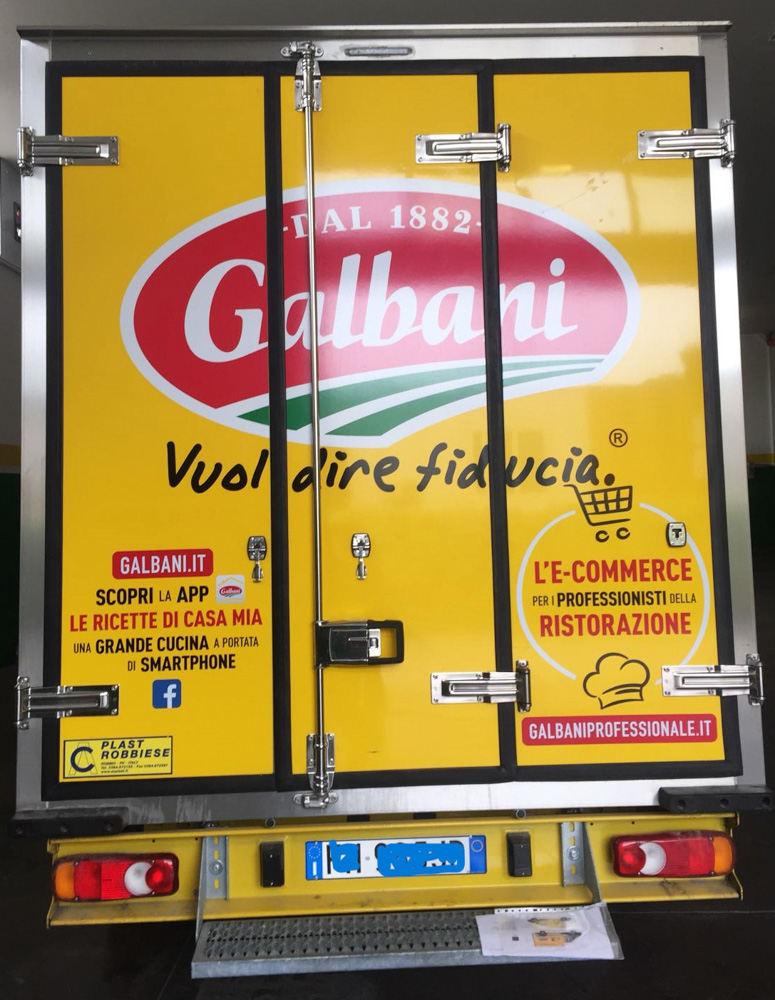 DAL 1882
Galbani
Vuol dire fiducia.®
GALBANI.IT
SCOPRI LA APP Galbani
LE RICETTE DI CASA MIA
UNA GRANDE CUCINA A PORTATA
DI SMARTPHONE
f
L'E-COMMERCE
PER I PROFESSIONISTI DELLA
RISTORAZIONE
GALBANIPROFESSIONALE.IT
PLAST
ROBBIESE
I